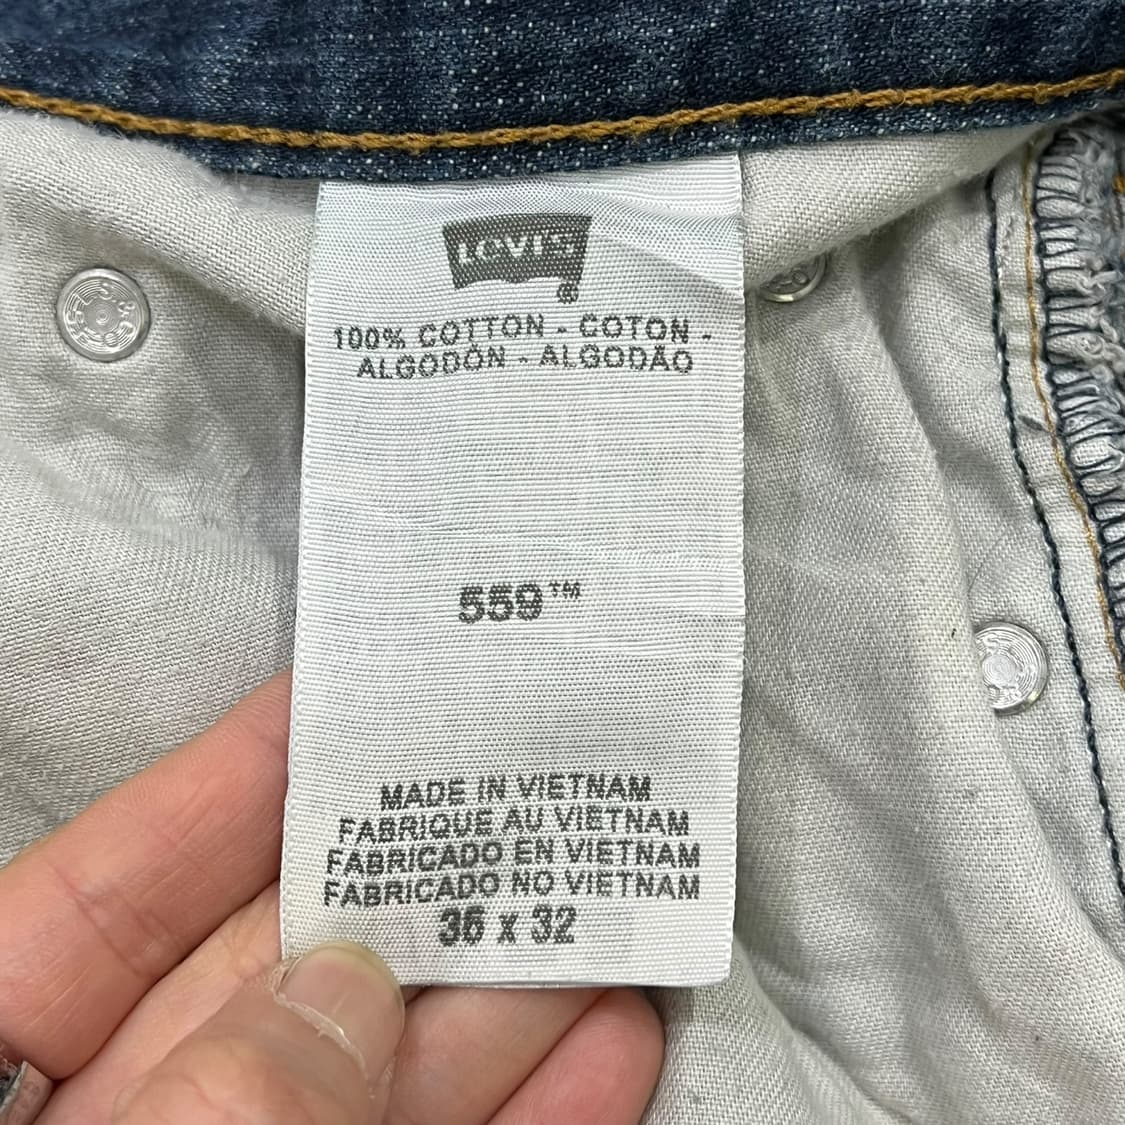 Levi's
®
100% COTTON - COTON -
ALGODÓN - ALGODÃO
559™
MADE IN VIETNAM
FABRIQUE AU VIETNAM
FABRICADO EN VIETNAM
FABRICADO NO VIETNAM
36 x 32